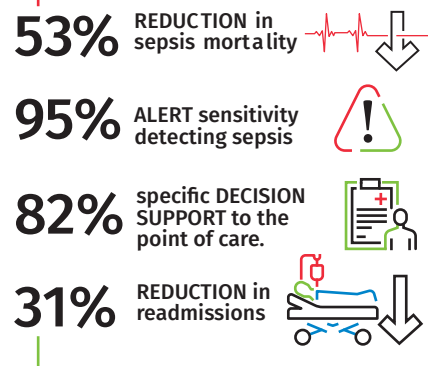 53% REDUCTION in
sepsis mortality
95% ALERT sensitivity
detecting sepsis
!
82% specific DECISION
SUPPORT to the
point of care.
31% REDUCTION in
readmissions